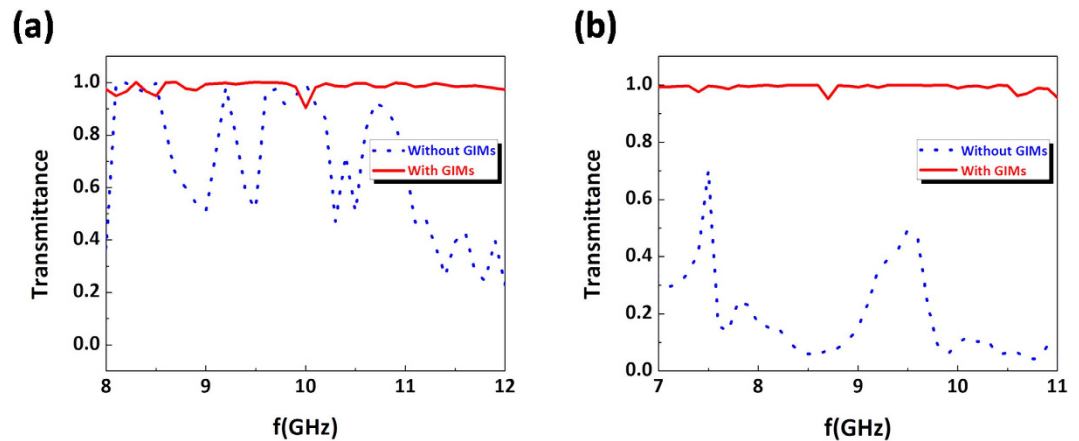 (a)
Transmittance
1.0
0.8
0.6
0.4
0.2
0.0
Without GIMs
With GIMs
8 9 10 11 12
f(GHz)
(b)
Transmittance
1.0
0.8
0.6
0.4
0.2
0.0
Without GIMs
With GIMs
7 8 9 10 11
f(GHz)